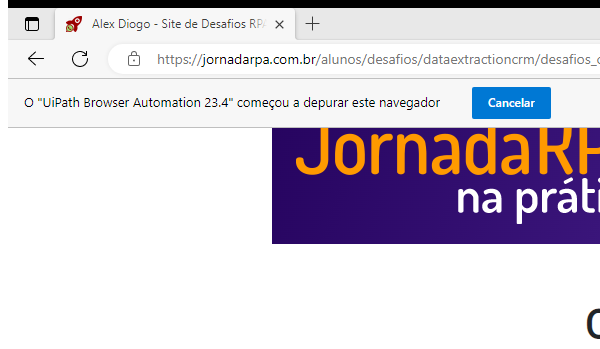 Alex Diogo - Site de Desafios RPA
https://jornadarpa.com.br/alunos/desafios/dataextractioncrm/desafios_
O "UiPath Browser Automation 23.4" começou a depurar este navegador
Cancelar
JornadaRP
na práti